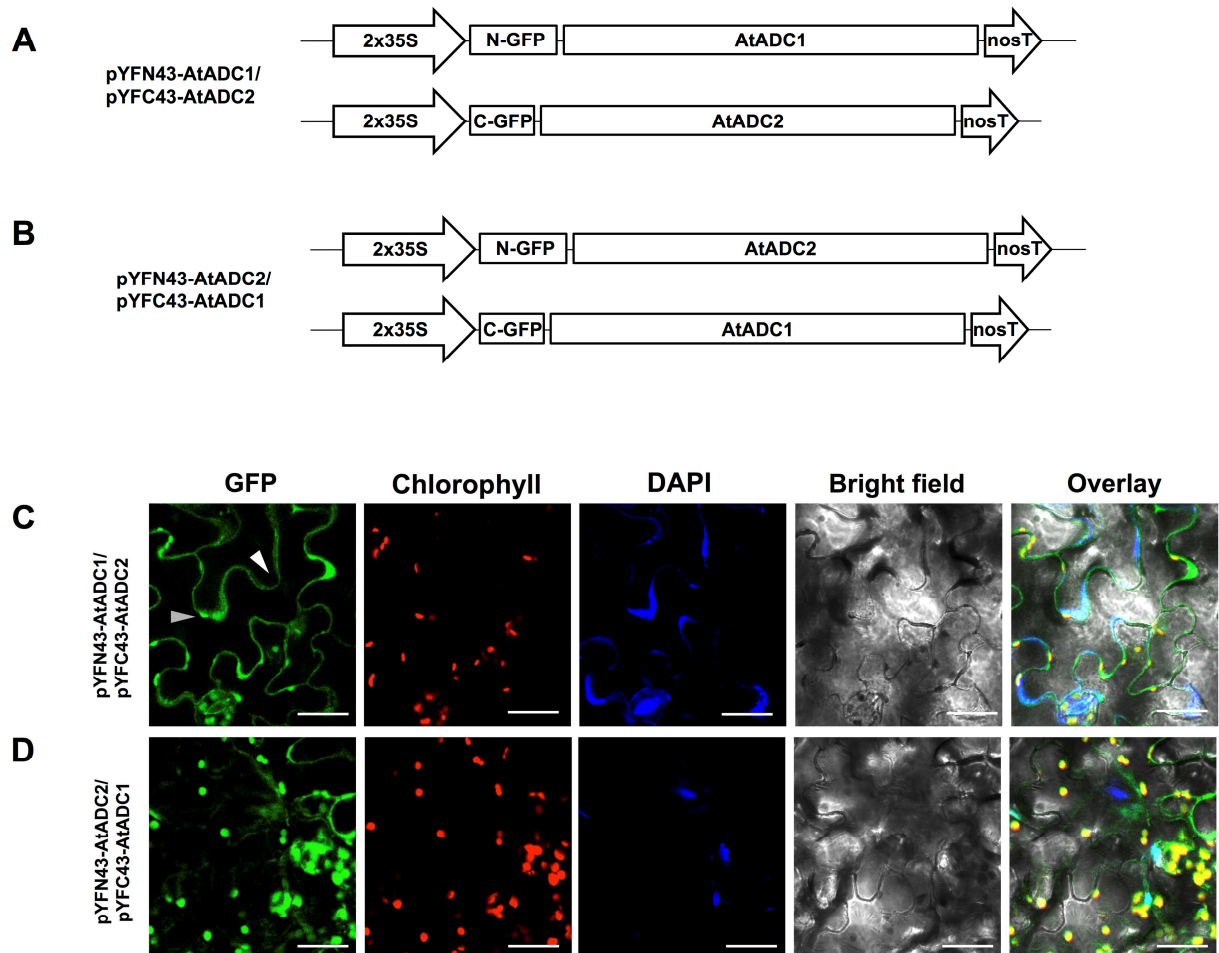 A
pYFN43-AtADC1/
pYFC43-AtADC2
2x35S N-GFP AtADC1 nosT
2x35S C-GFP AtADC2 nosT
B
pYFN43-AtADC2/
pYFC43-AtADC1
2x35S N-GFP AtADC2 nosT
2x35S C-GFP AtADC1 nosT
GFP Chlorophyll DAPI Bright field Overlay
C
pYFN43-AtADC1/
pYFC43-AtADC2
D
pYFN43-AtADC2/
pYFC43-AtADC1